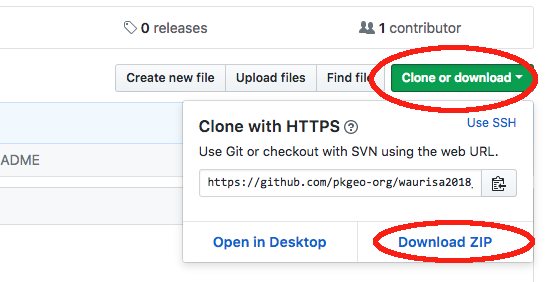 0 releases
1 contributor
Create new file
Upload files
Find file
Clone or download
Clone with HTTPS
Use SSH
Use Git or checkout with SVN using the web URL.
https://github.com/pkgeo-org/waurisa2018_
Open in Desktop
Download ZIP